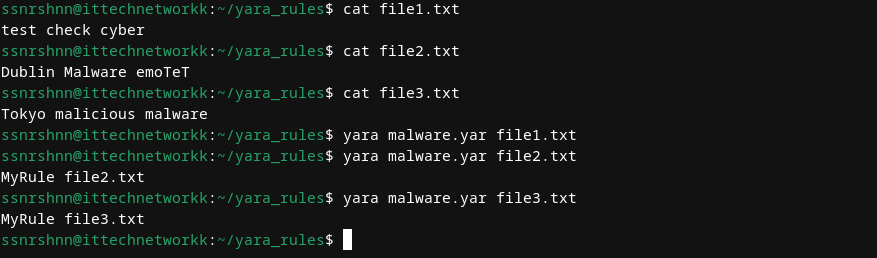 ssnrshnn@ittechnetworkk:~/yara_rules$ cat file1.txt
test check cyber
ssnrshnn@ittechnetworkk:~/yara_rules$ cat file2.txt
Dublin Malware emoTeT
ssnrshnn@ittechnetworkk:~/yara_rules$ cat file3.txt
Tokyo malicious malware
ssnrshnn@ittechnetworkk:~/yara_rules$ yara malware.yar file1.txt
ssnrshnn@ittechnetworkk:~/yara_rules$ yara malware.yar file2.txt
MyRule file2.txt
ssnrshnn@ittechnetworkk:~/yara_rules$ yara malware.yar file3.txt
MyRule file3.txt
ssnrshnn@ittechnetworkk:~/yara_rules$